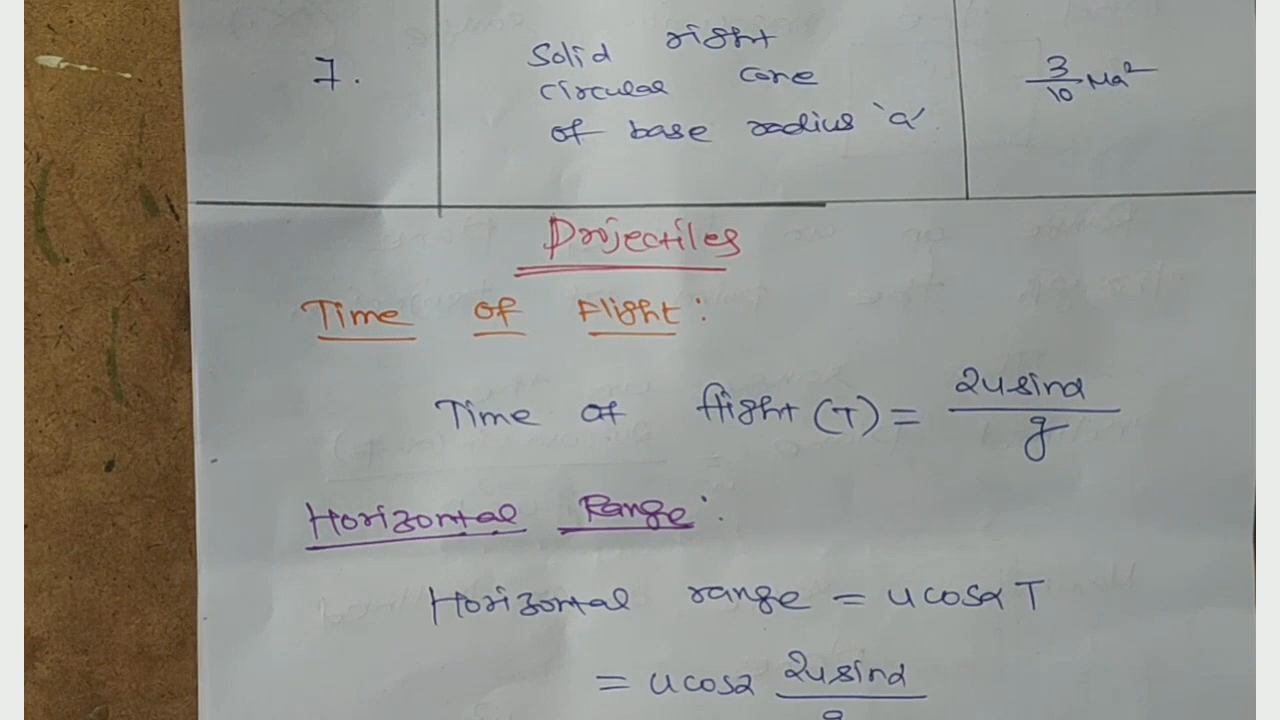 7.
Solid right
circular cone
of base radius 'a'
3/10 Ma²
Projectiles
Time of Flight:
Time of flight (T) = 2u sinα / g
Horizontal Range:
Horizontal range = u cosα T
= u cosα 2u sinα / g